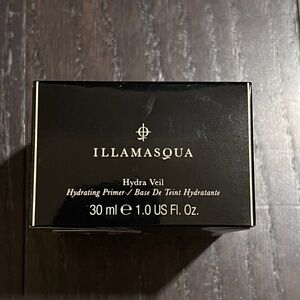 ILLAMASQUA
Hydra Veil
Hydrating Primer / Base De Teint Hydratante
30 ml ℮ 1.0 US Fl. Oz.